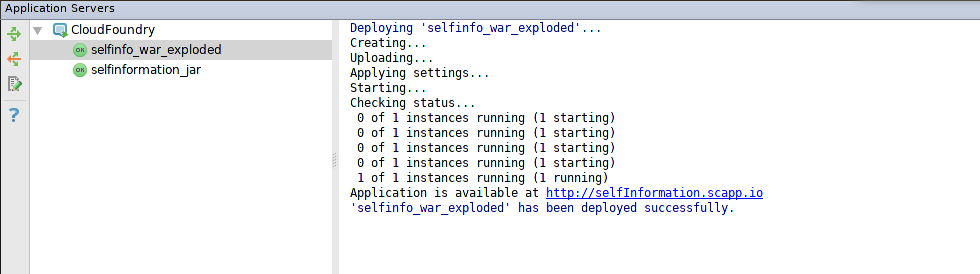 Application Servers
CloudFoundry
ON selfinfo_war_exploded
ON selfinformation_jar
?
Deploying 'selfinfo_war_exploded'...
Creating...
Uploading...
Applying settings...
Starting...
Checking status...
0 of 1 instances running (1 starting)
0 of 1 instances running (1 starting)
0 of 1 instances running (1 starting)
0 of 1 instances running (1 starting)
1 of 1 instances running (1 running)
Application is available at http://selfInformation.scapp.io
'selfinfo_war_exploded' has been deployed successfully.